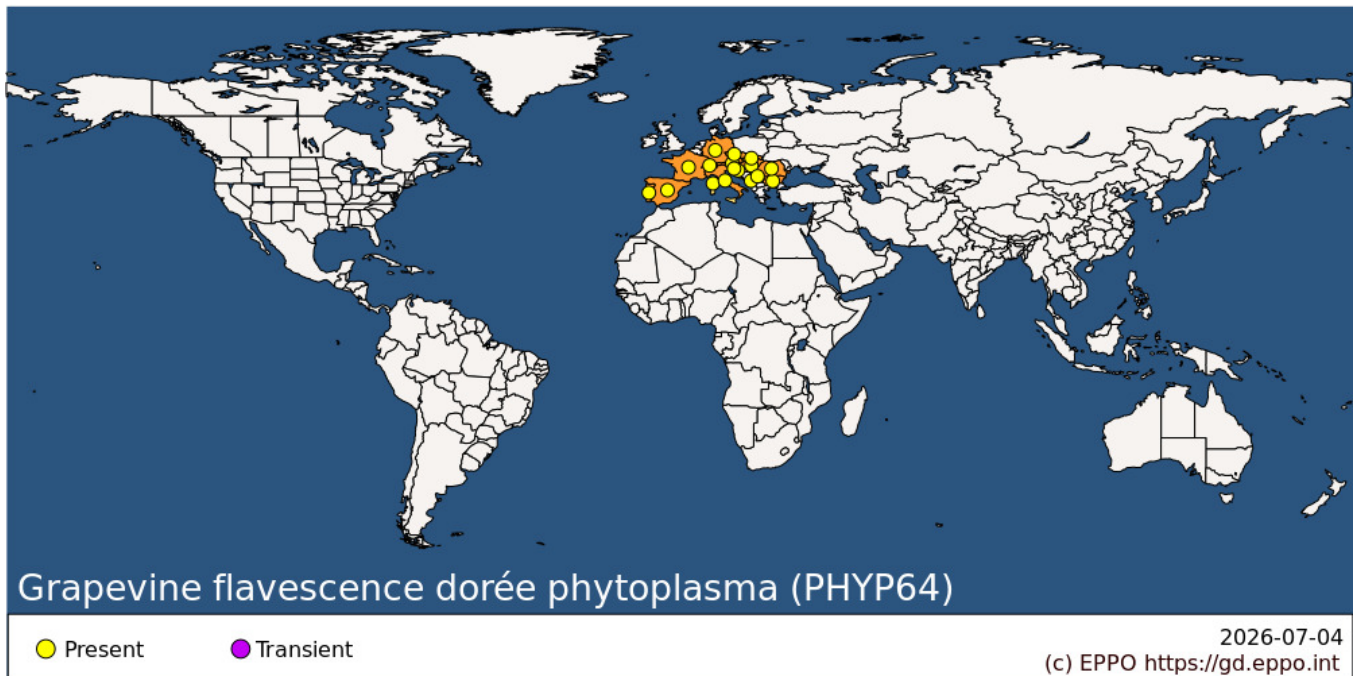 Grapevine flavescence dorée phytoplasma (PHYP64)
Present
Transient
2026-07-04
(c) EPPO https://gd.eppo.int